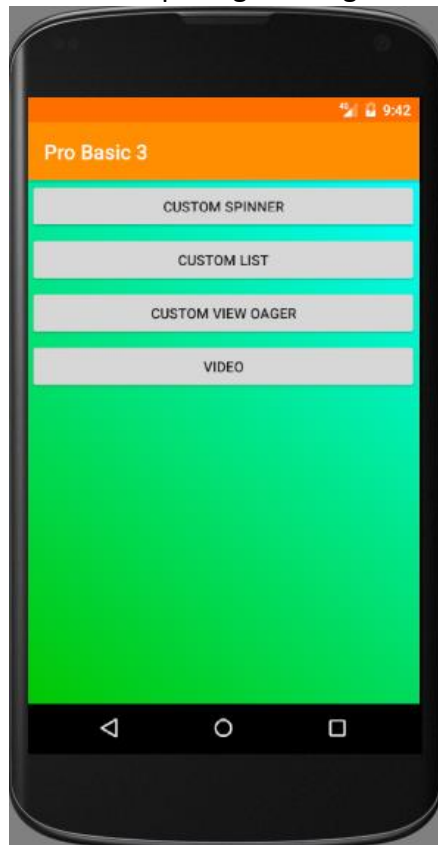 9:42
Pro Basic 3
CUSTOM SPINNER
CUSTOM LIST
CUSTOM VIEW OAGER
VIDEO